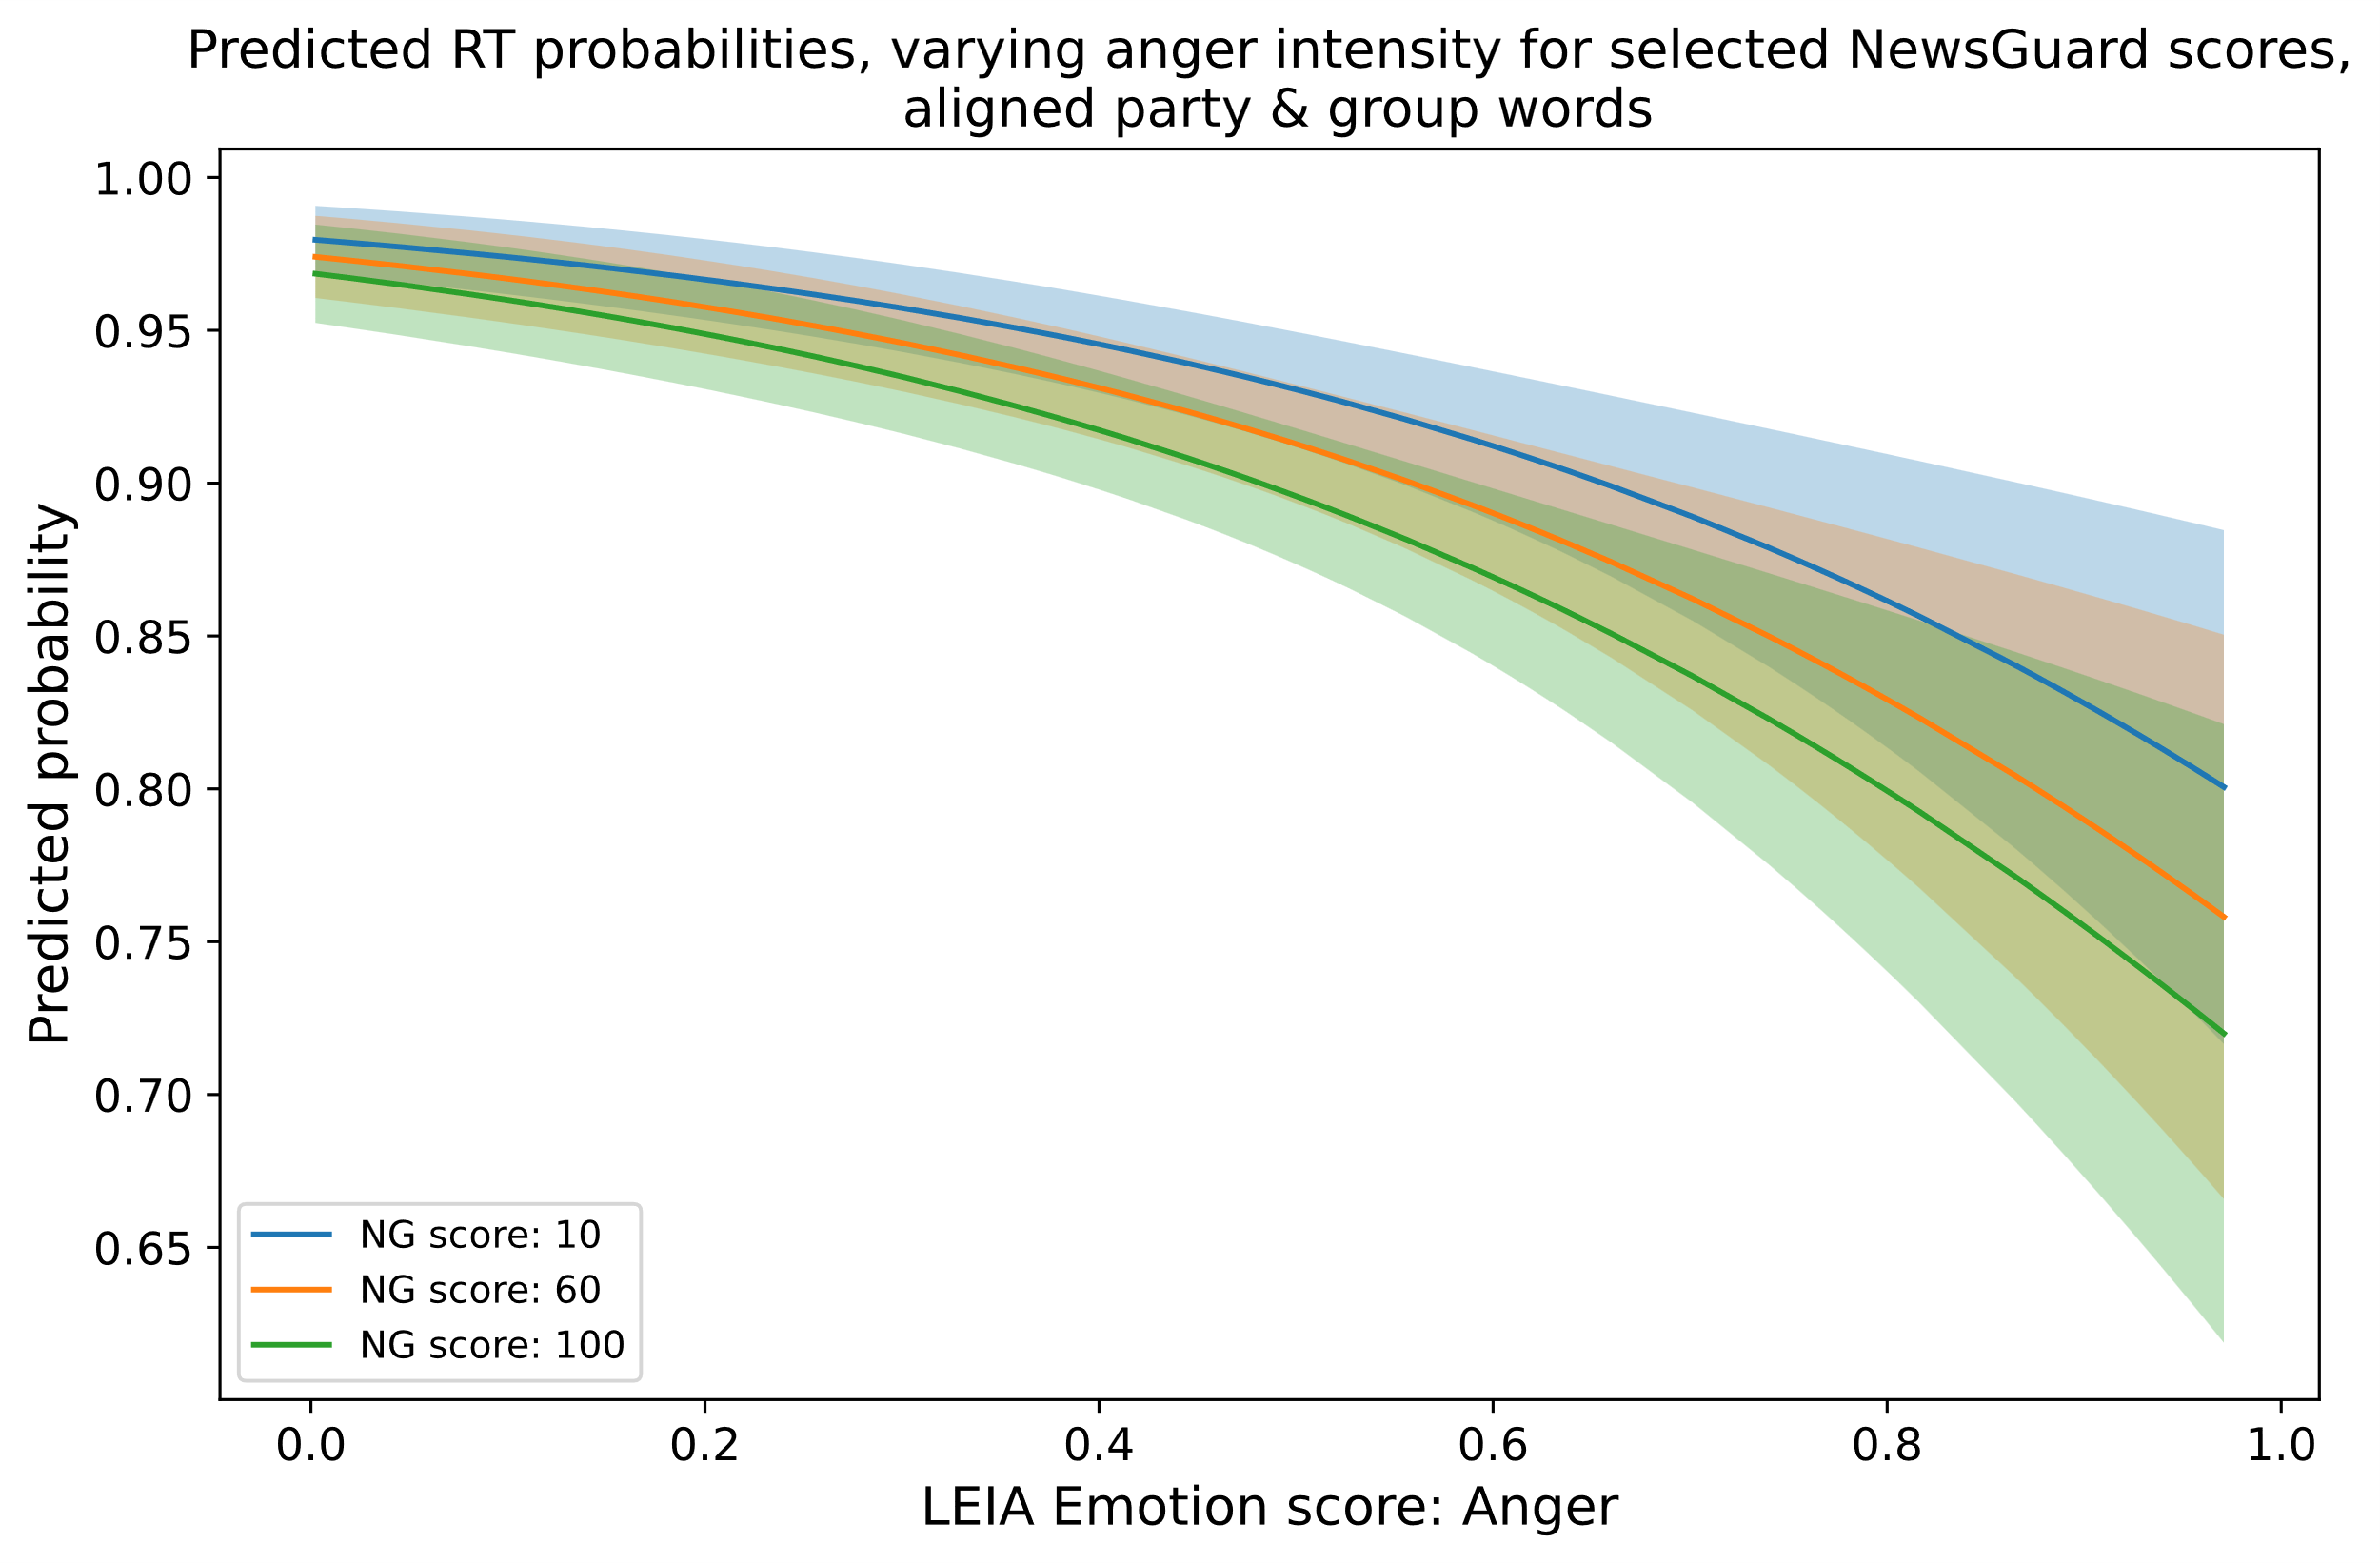 Predicted RT probabilities, varying anger intensity for selected NewsGuard scores,
aligned party & group words
1.00
0.95
0.90
0.85
0.80
0.75
0.70
0.65
Predicted probability
NG score: 10
NG score: 60
NG score: 100
0.0 0.2 0.4 0.6 0.8 1.0
LEIA Emotion score: Anger